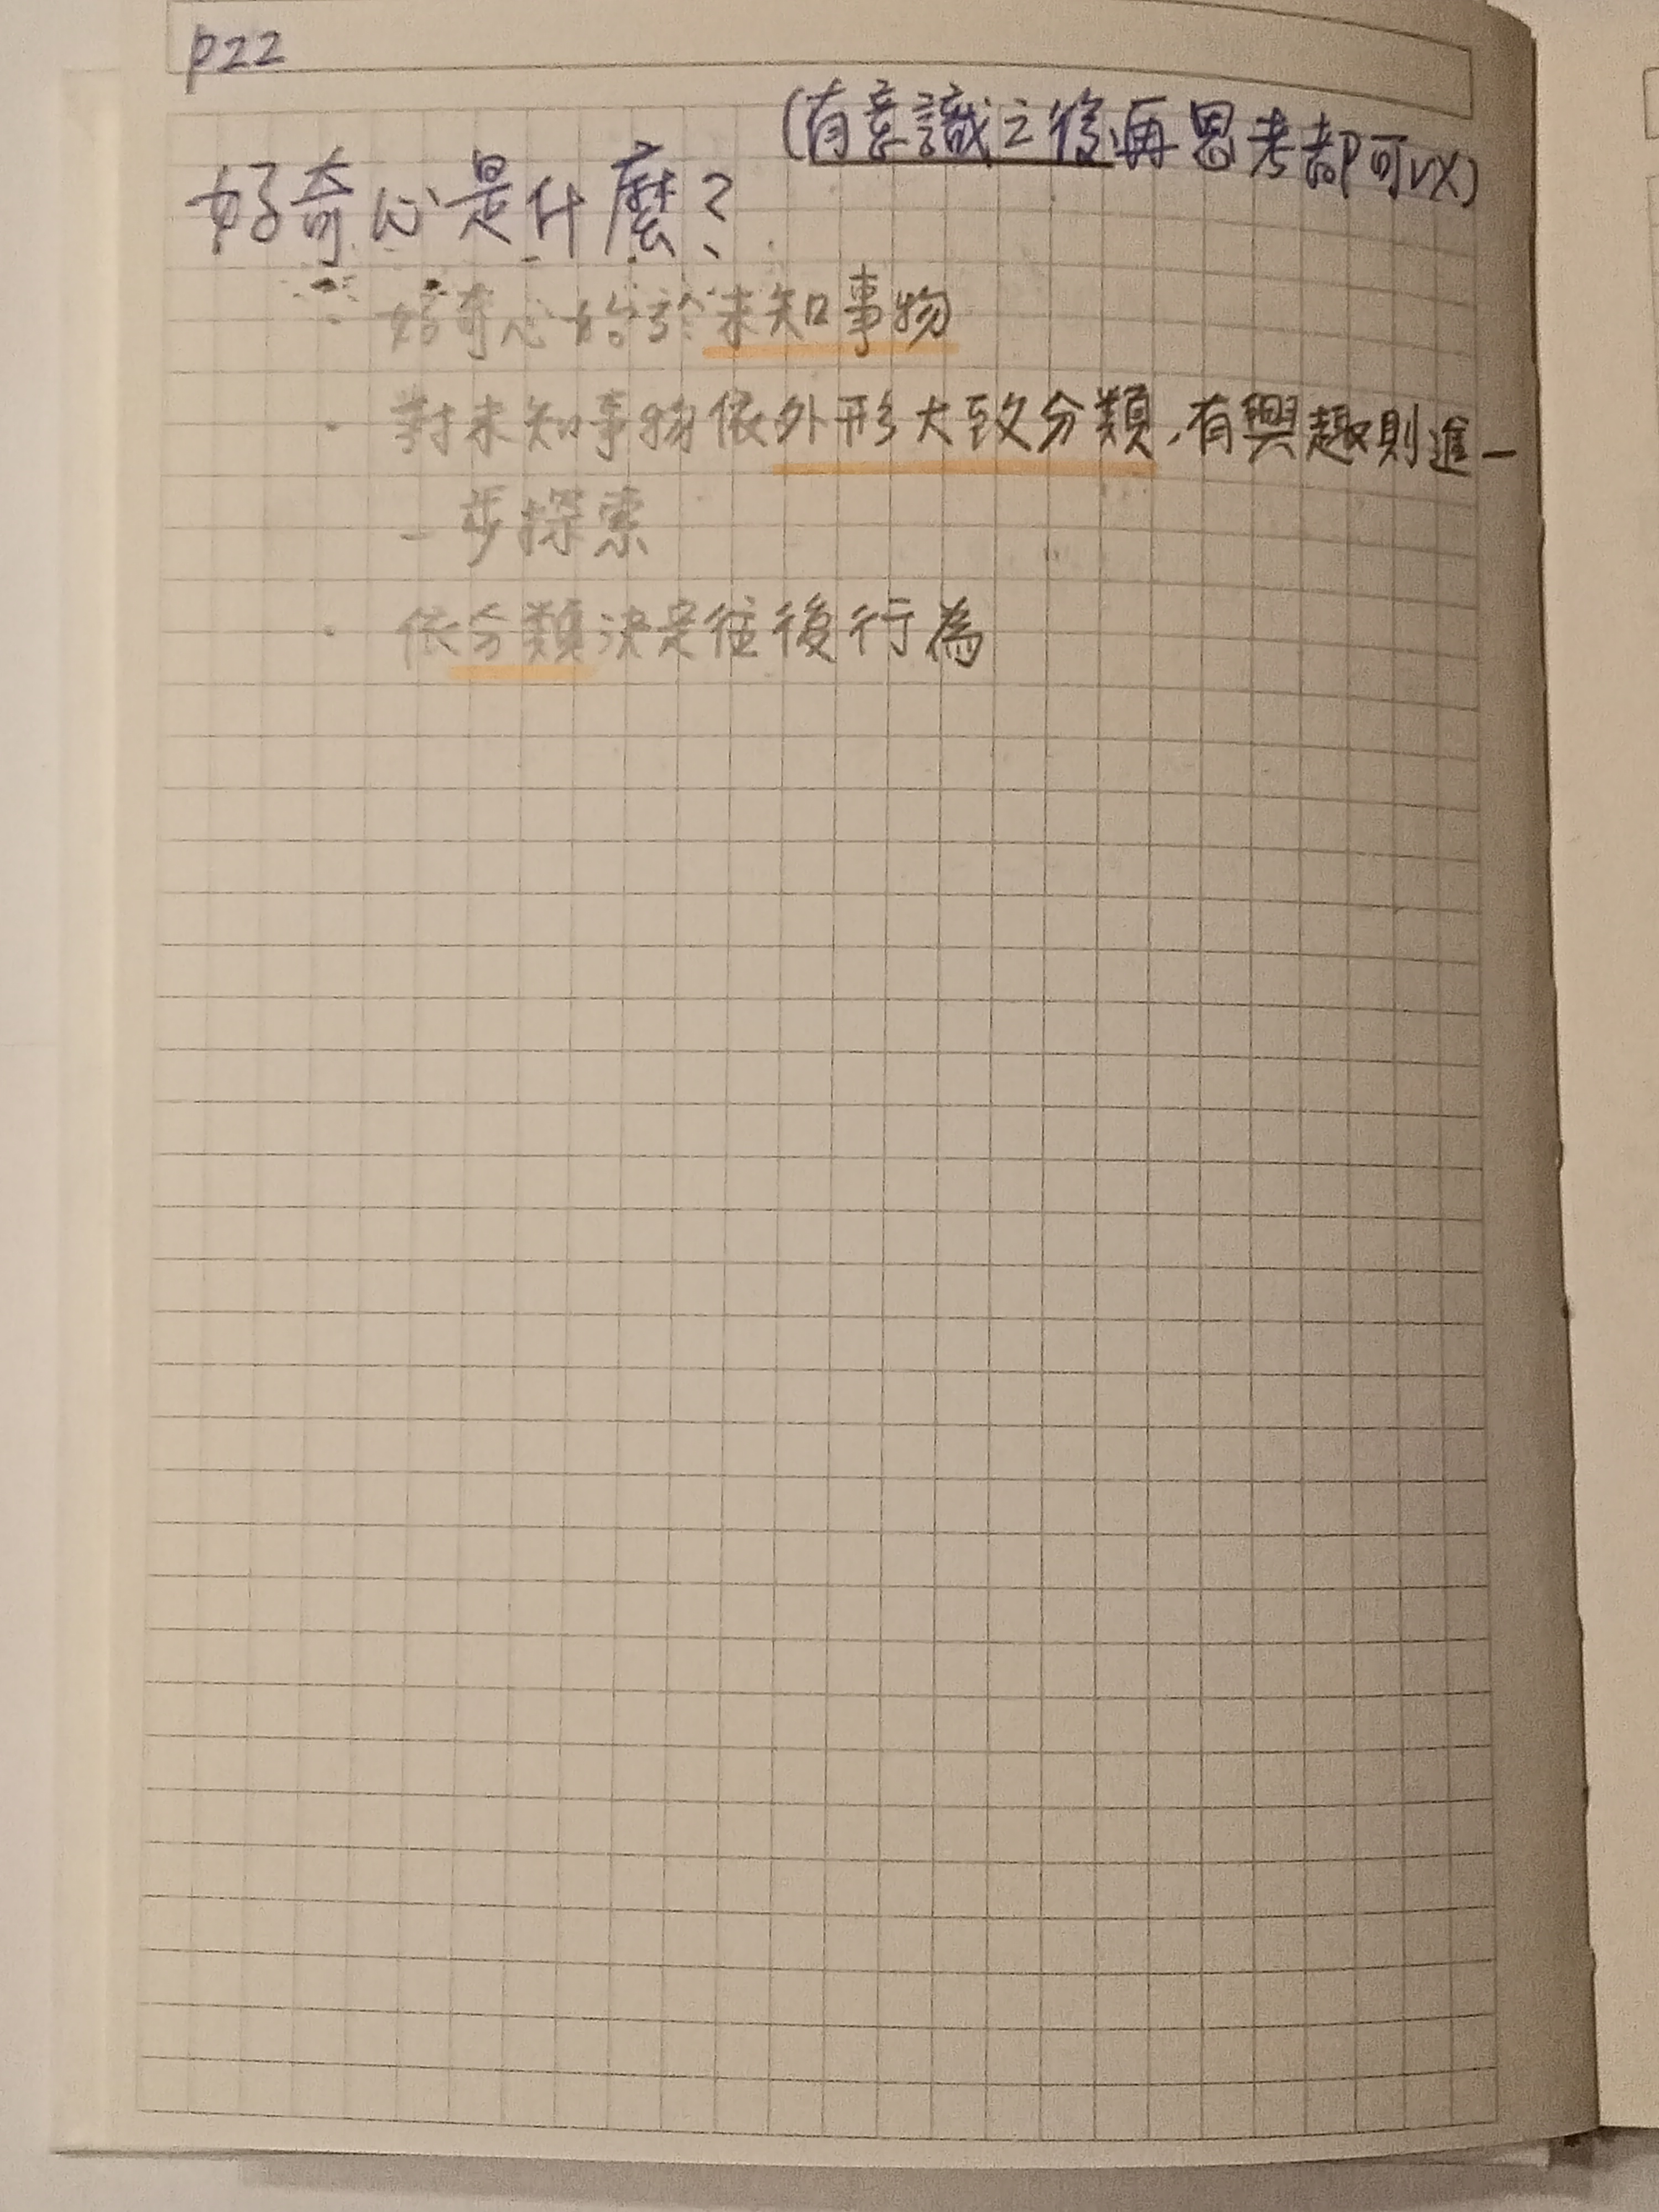 P22
(有意識之後再思考都可以)
好奇心是什麼?
· 好奇心始於未知事物
· 對未知事物依外形大致分類,有興趣則進一
一步探索
· 依分類決定往後行為